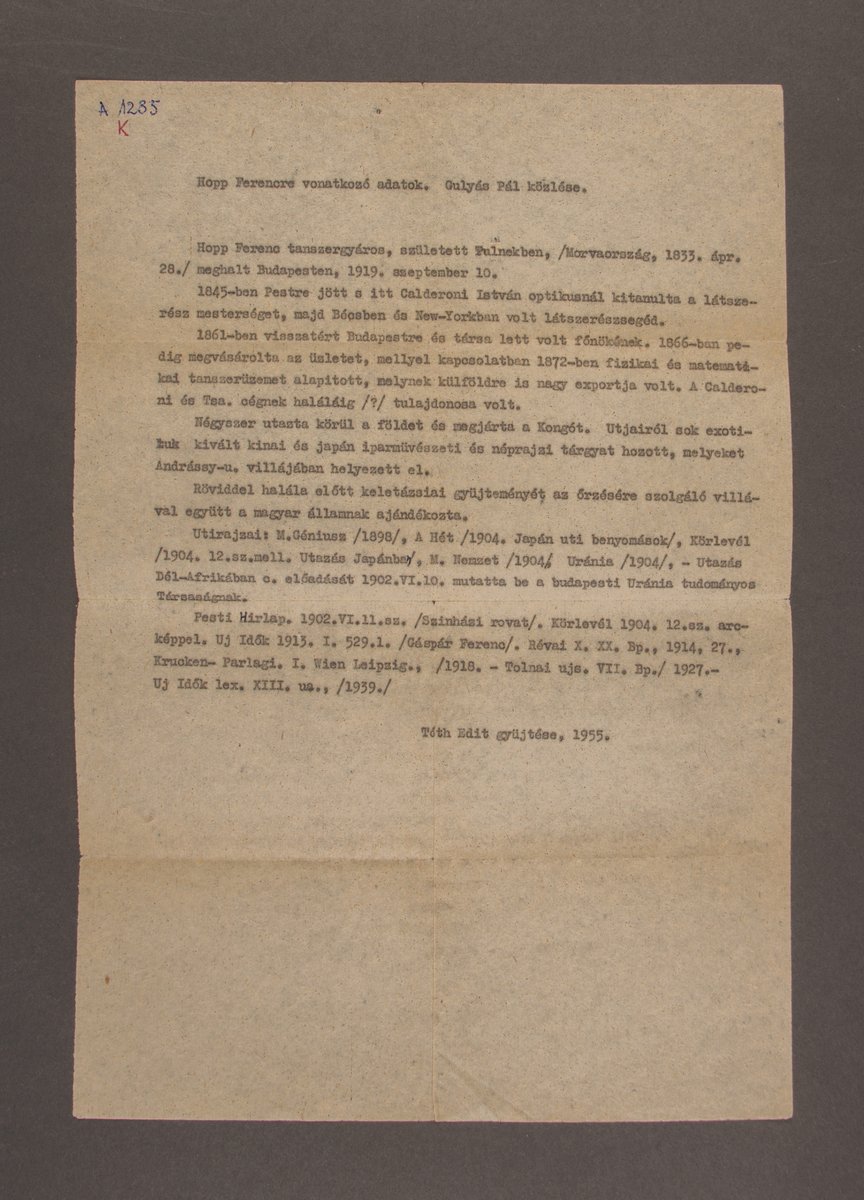 A 1235
K
Hopp Ferencre vonatkozó adatok. Gulyás Pál közlése.
Hopp Ferenc tanszergyáros, született Fulnekben, /Morvaország, 1833. ápr.
28./ meghalt Budapesten, 1919. szeptember 10.
1845-ben Pestre jött s itt Calderoni István optikusnál kitanulta a látsze-
rész mesterséget, majd Bécsben és New-Yorkban volt látszerészsegéd.
1861-ben visszatért Budapestre és társa lett volt főnökének. 1866-ban pe-
dig megvásárolta az üzletet, mellyel kapcsolatban 1872-ben fizikai és matemati-
kai tanszerüzemet alapitott, melynek külföldre is nagy exportja volt. A Caldero-
ni és Tsa. cégnek haláláig /?/ tulajdonosa volt.
Négyszer utazta körül a földet és megjárta a Kongót. Utjairól sok exoti-
kuk kivált kinai és japán iparmüvészeti és néprajzi tárgyat hozott, melyeket
Andrássy-u. villájában helyezett el.
Röviddel halála előtt keletázsiai gyüjteményét az őrzésére szolgáló villá-
val együtt a magyar államnak ajándékozta.
Utirajzai: M.Géniusz /1898/, A Hét /1904. Japán uti benyomások/, Körlevél
/1904. 12.sz.mell. Utazás Japánba/, M. Nemzet /1904/ Uránia /1904/, - Utazás
Dél-Afrikában c. előadását 1902.VI.10. mutatta be a budapesti Uránia tudományos
Társaságnak.
Pesti Hirlap. 1902.VI.11.sz. /Szinházi rovat/. Körlevél 1904. 12.sz. arc-
képpel. Uj Idők 1913. I. 529.l. /Gáspár Ferenc/. Révai X. XX. Bp., 1914, 27.,
Krucken- Parlagi. I. Wien Leipzig., /1918. - Tolnai ujs. VII. Bp./ 1927.-
Uj Idők lex. XIII. ua., /1939./
Tóth Edit gyüjtése, 1955.